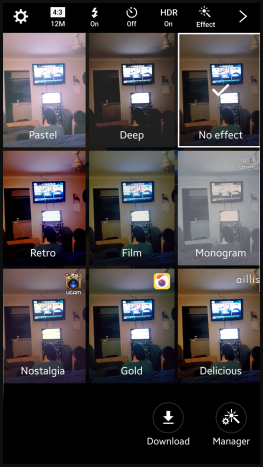 4:3
12M
On
Off
HDR
On
Effect
Pastel
Deep
No effect
Retro
Film
Monogram
ucam
aillis
Nostalgia
Gold
Delicious
Download
Manager